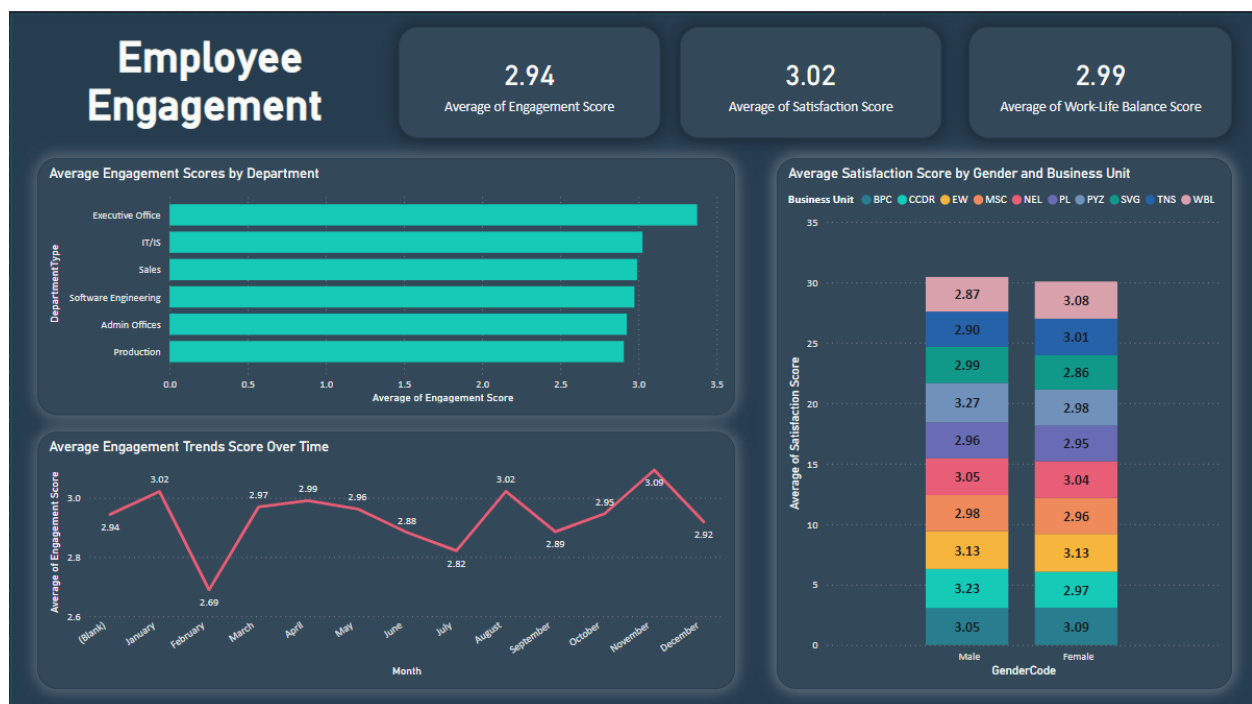 Employee
Engagement
2.94
Average of Engagement Score
3.02
Average of Satisfaction Score
2.99
Average of Work-Life Balance Score
Average Engagement Scores by Department
DepartmentType
Executive Office
IT/IS
Sales
Software Engineering
Admin Offices
Production
0.0 0.5 1.0 1.5 2.0 2.5 3.0 3.5
Average of Engagement Score
Average Engagement Trends Score Over Time
Average of Engagement Score
3.0
2.8
2.6
2.94
3.02
2.69
2.97
2.99
2.96
2.88
2.82
3.02
2.89
2.95
3.09
2.92
(Blank) January February March April May June July August September October November December
Month
Average Satisfaction Score by Gender and Business Unit
Business Unit BPC CCDR EW MSC NEL PL PYZ SVG TNS WBL
Average of Satisfaction Score
35
30
25
20
15
10
5
0
2.87 3.08
2.90 3.01
2.99 2.86
3.27 2.98
2.96 2.95
3.05 3.04
2.98 2.96
3.13 3.13
3.23 2.97
3.05 3.09
Male Female
GenderCode